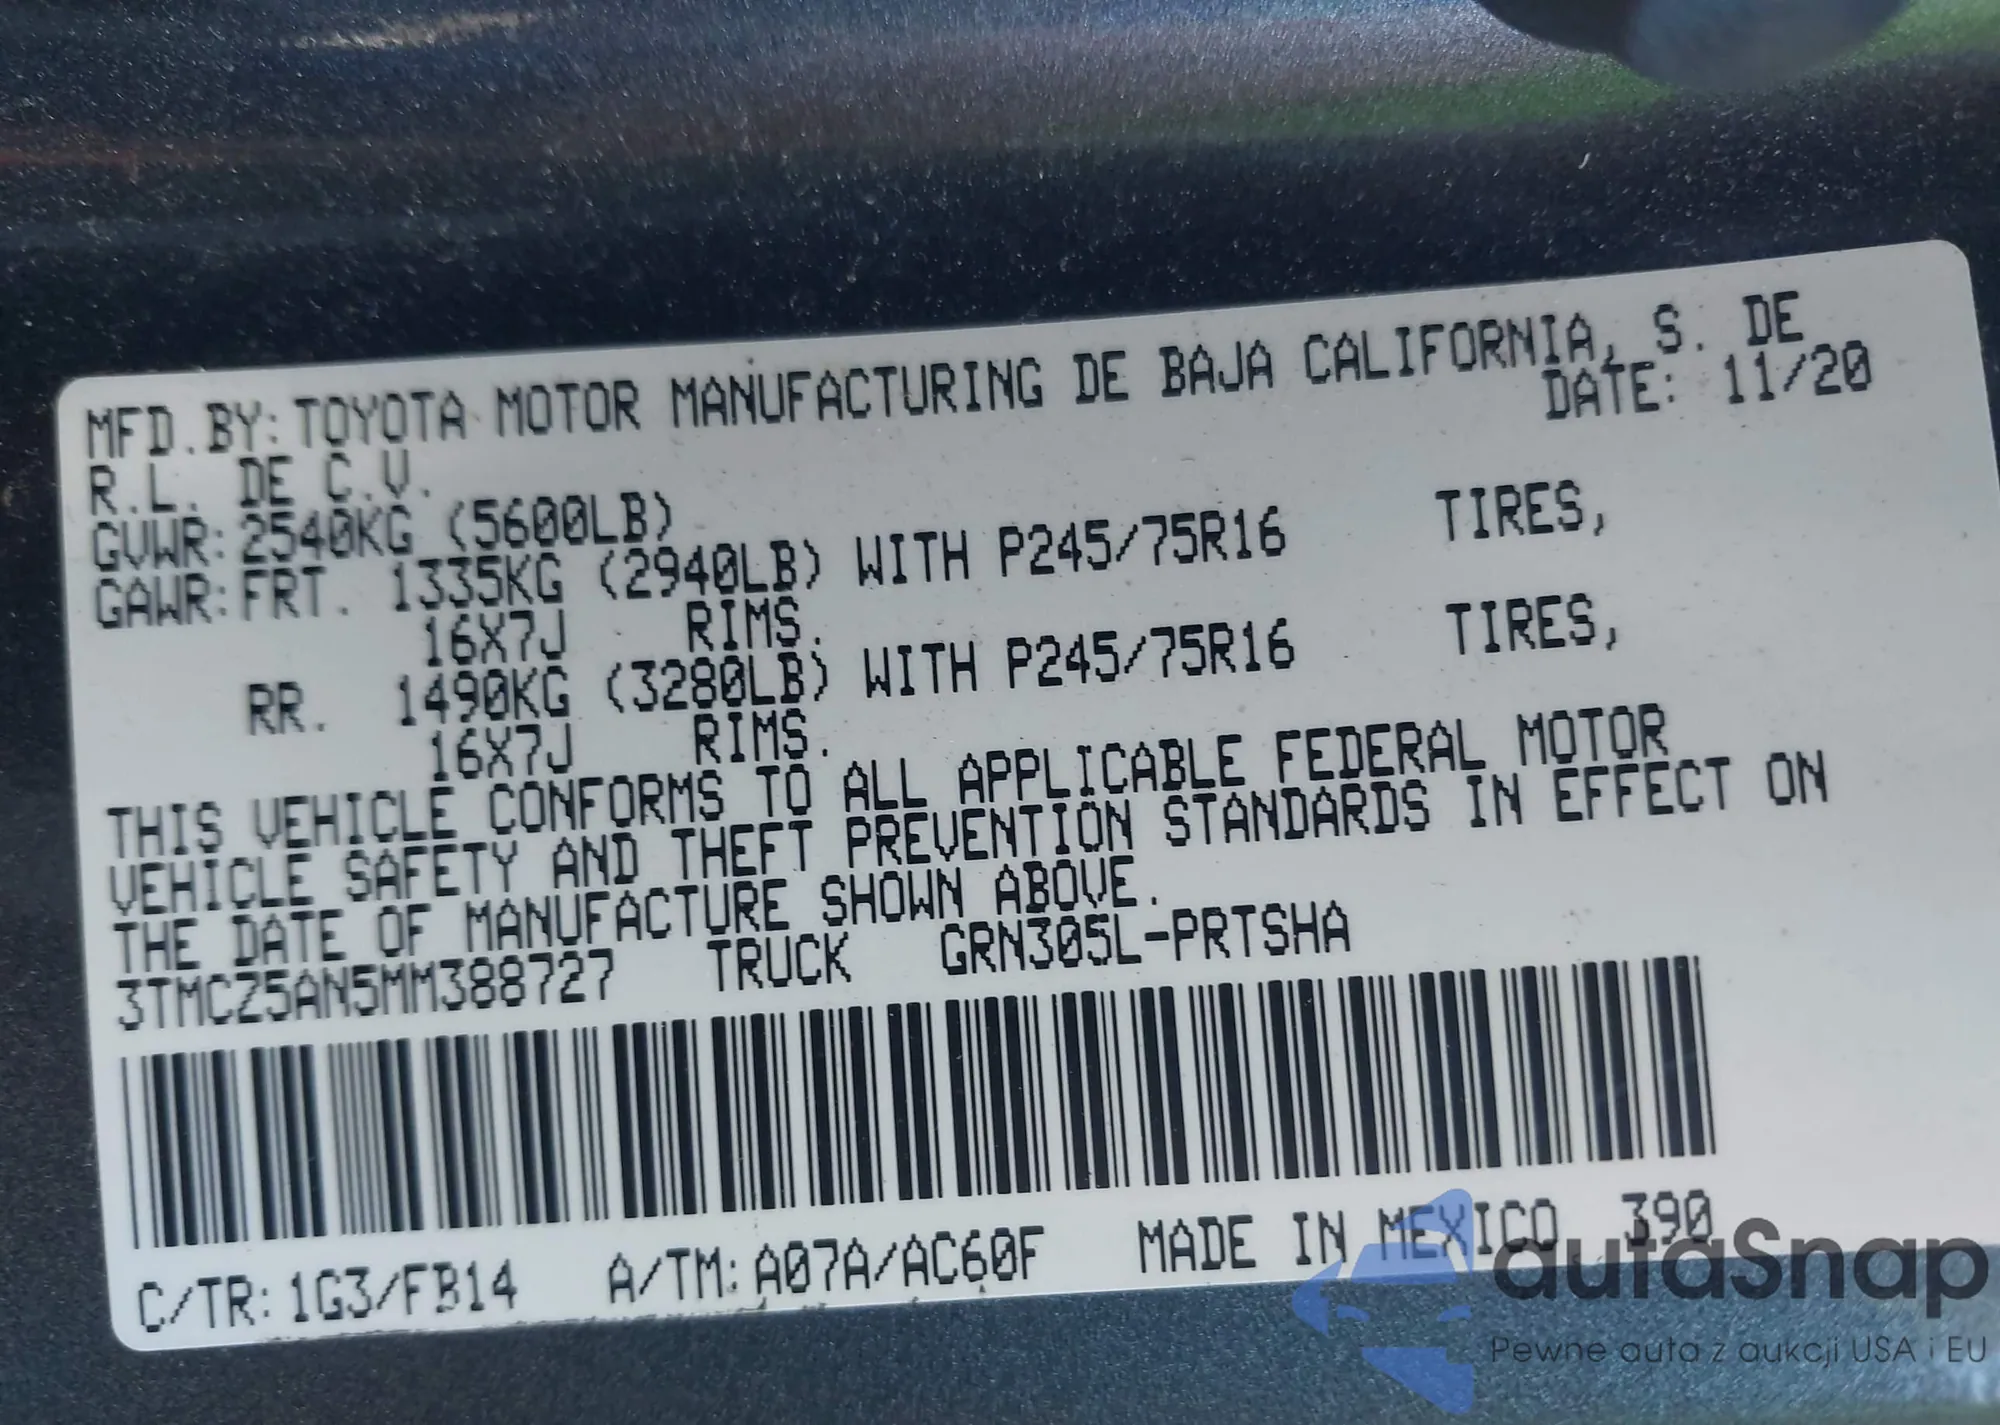 MFD.BY:TOYOTA MOTOR MANUFACTURING DE BAJA CALIFORNIA, S. DE
R.L. DE C.V. DATE: 11/20
GVWR:2540KG (5600LB)
GAWR:FRT. 1335KG (2940LB) WITH P245/75R16 TIRES,
16X7J RIMS.
RR. 1490KG (3280LB) WITH P245/75R16 TIRES,
16X7J RIMS.
THIS VEHICLE CONFORMS TO ALL APPLICABLE FEDERAL MOTOR
VEHICLE SAFETY AND THEFT PREVENTION STANDARDS IN EFFECT ON
THE DATE OF MANUFACTURE SHOWN ABOVE.
3TMCZ5AN5MM388727 TRUCK GRN305L-PRTSHA
C/TR:1G3/FB14 A/TM:A07A/AC60F MADE IN MEXICO 390
autaSnap
Pewne auta z aukcji USA i EU